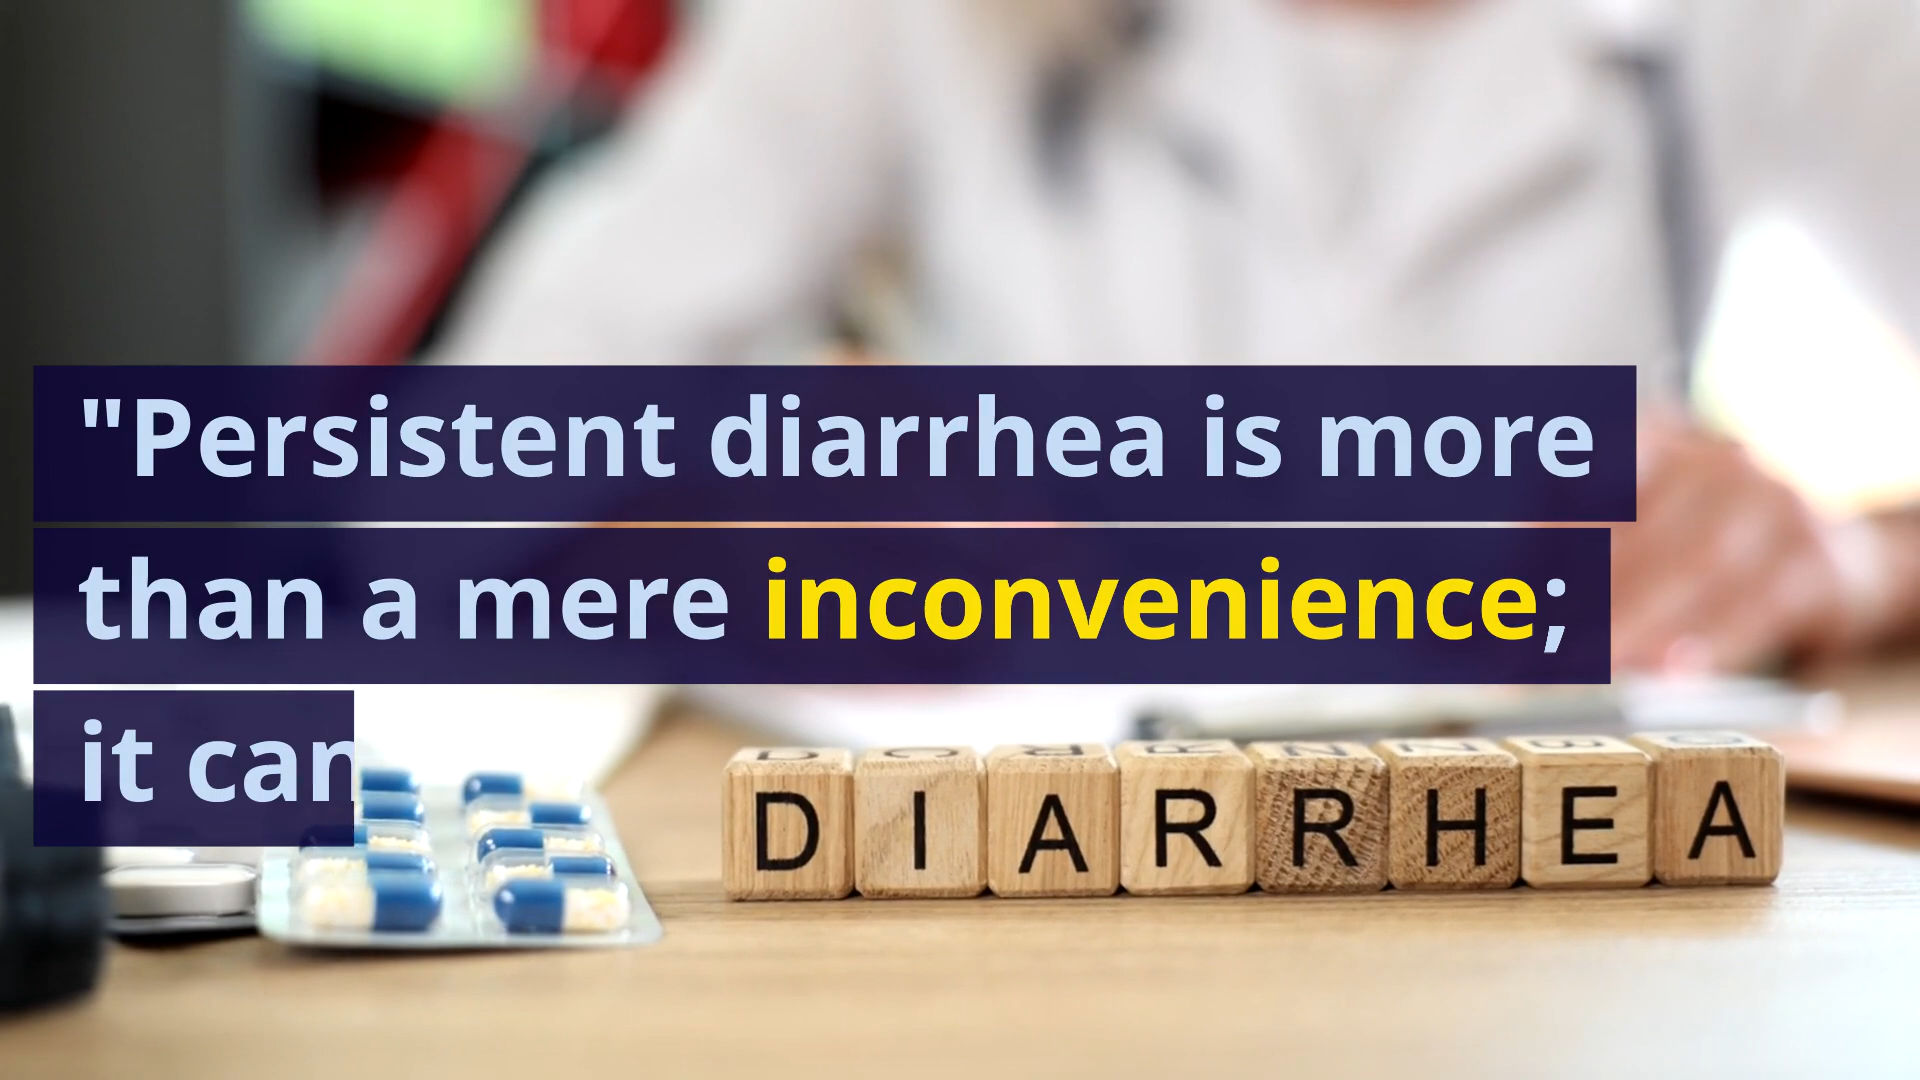 "Persistent diarrhea is more
than a mere inconvenience;
it can
DIARRHEA